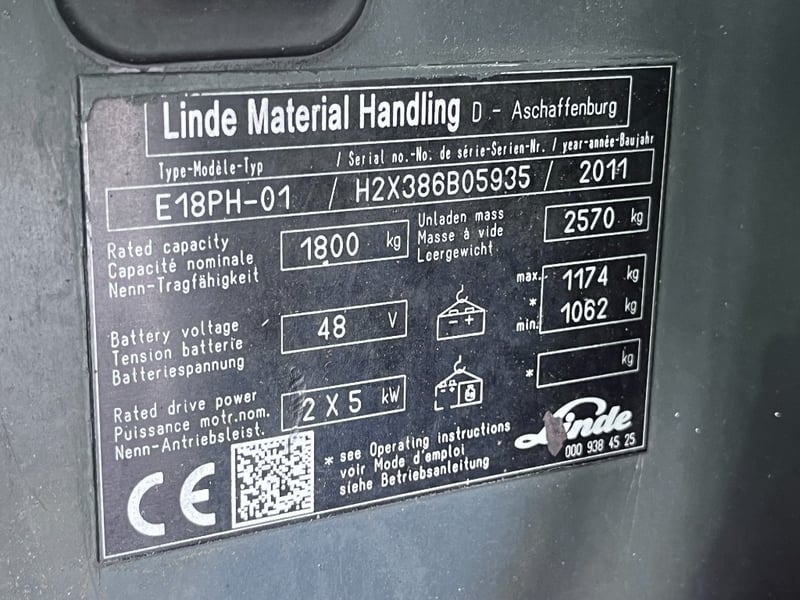 Linde Material Handling D - Aschaffenburg
Type-Modèle-Typ / Serial no.-No. de série-Serien-Nr. / year-année-Baujahr
E18PH-01 / H2X386B05935 / 2011
Rated capacity
Capacité nominale
Nenn-Tragfähigkeit
1800 kg
Unladen mass
Masse à vide
Leergewicht
2570 kg
Battery voltage
Tension batterie
Batteriespannung
48 V
- +
max. 1174 kg
*
min. 1062 kg
Rated drive power
Puissance motr.nom.
Nenn-Antriebsleist.
2 X 5 kW
- +
* kg
* see Operating instructions
voir Mode d'emploi
siehe Betriebsanleitung
Linde
000 938 45 25
CE